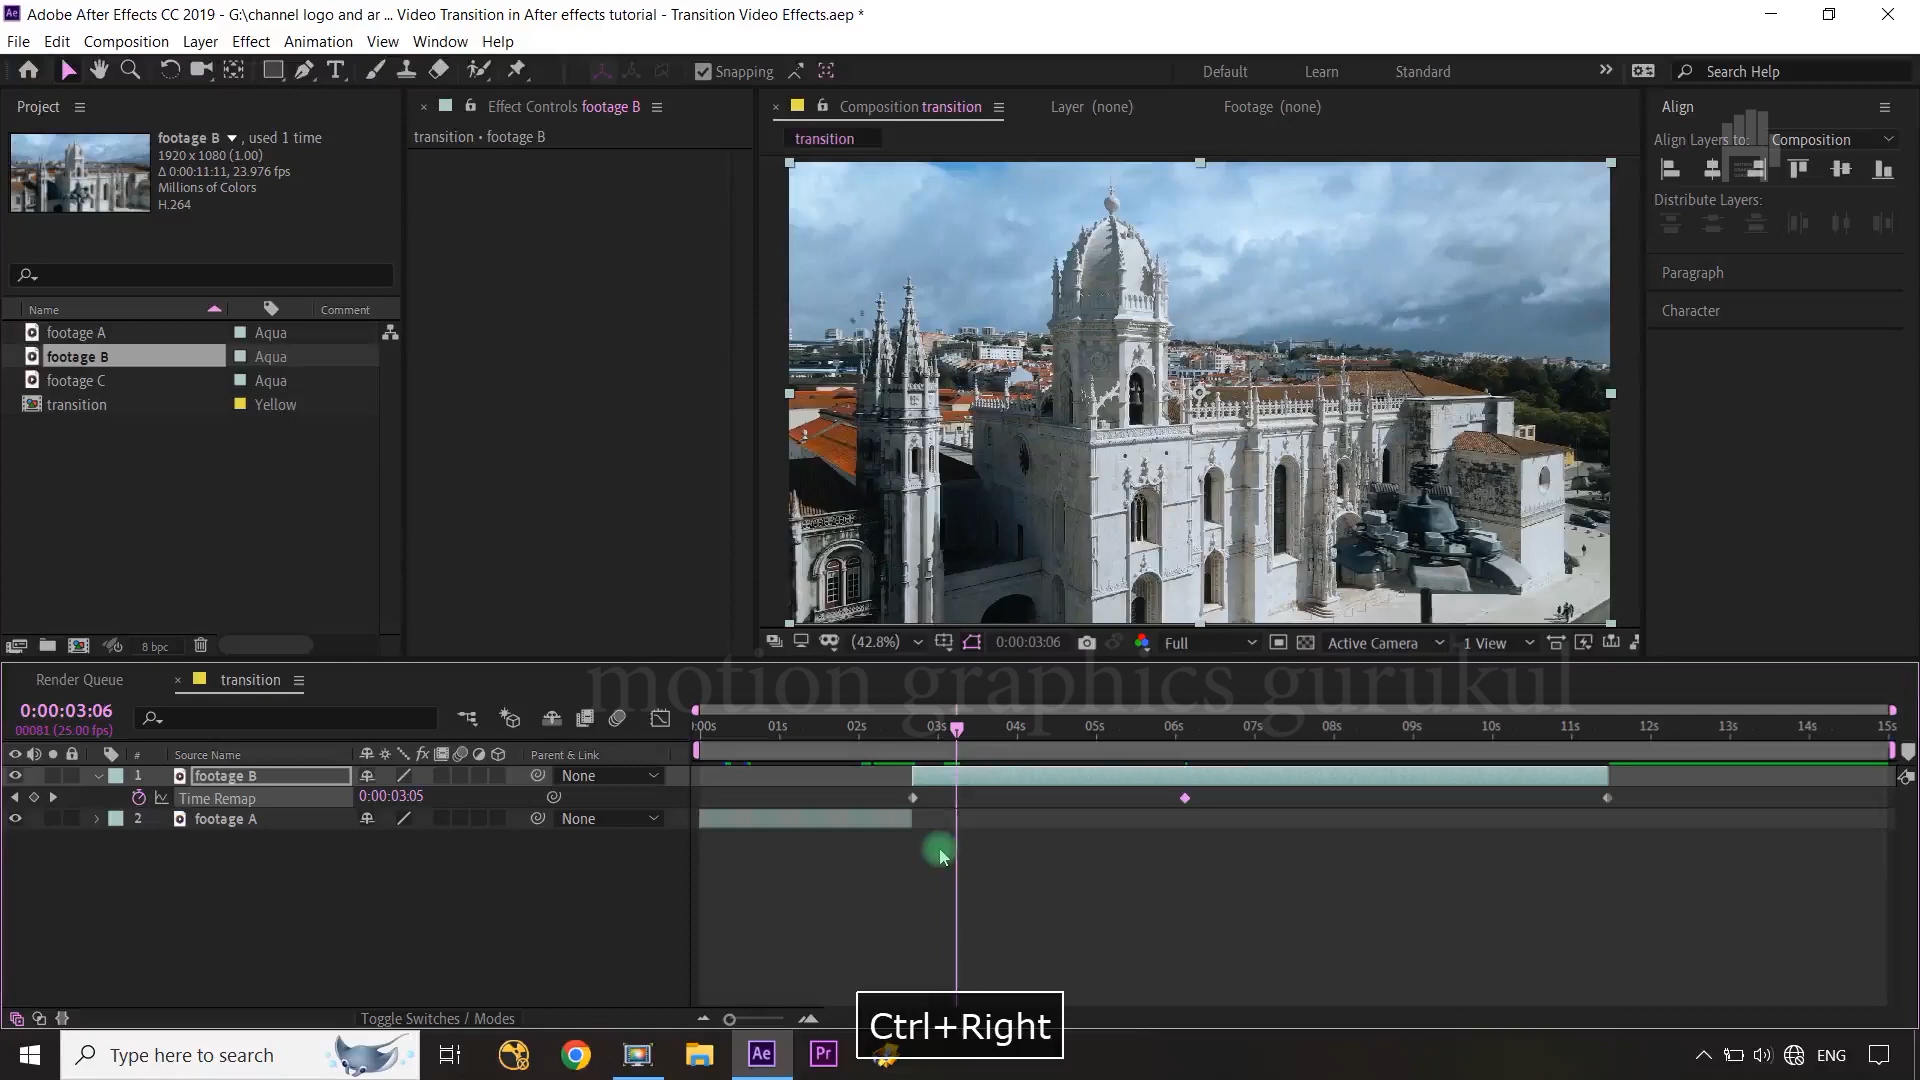 Adobe After Effects CC 2019 - G:\channel logo and ar ... Video Transition in After effects tutorial - Transition Video Effects.aep *
File Edit Composition Layer Effect Animation View Window Help
Snapping
Default Learn Standard Search Help
Project
Effect Controls footage B
Composition transition
Layer (none)
Footage (none)
Align
transition • footage B
transition
footage B , used 1 time
1920 x 1080 (1.00)
Δ 0:00:11:11, 23.976 fps
Millions of Colors
H.264
Align Layers to: Composition
Distribute Layers:
Paragraph
Character
Name Comment
footage A Aqua
footage B Aqua
footage C Aqua
transition Yellow
8 bpc
(42.8%) 0:00:03:06 Full Active Camera 1 View
motion graphics gurukul
Render Queue transition
0:00:03:06
00081 (25.00 fps)
:00s 01s 02s 03s 04s 05s 06s 07s 08s 09s 10s 11s 12s 13s 14s 15s
# Source Name fx Parent & Link
1 footage B None
Time Remap 0:00:03:05
2 footage A None
Toggle Switches / Modes
Ctrl+Right
Type here to search
Ae
Pr
ENG